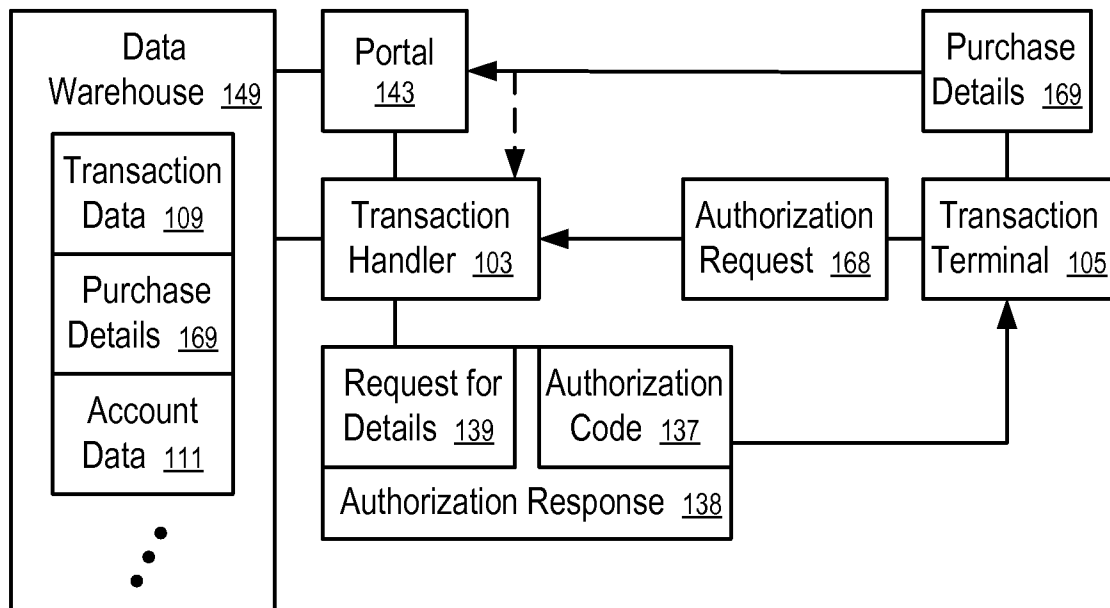 Data
Warehouse 149
Transaction
Data 109
Purchase
Details 169
Account
Data 111
Portal
143
Purchase
Details 169
Transaction
Handler 103
Authorization
Request 168
Transaction
Terminal 105
Request for
Details 139
Authorization
Code 137
Authorization Response 138